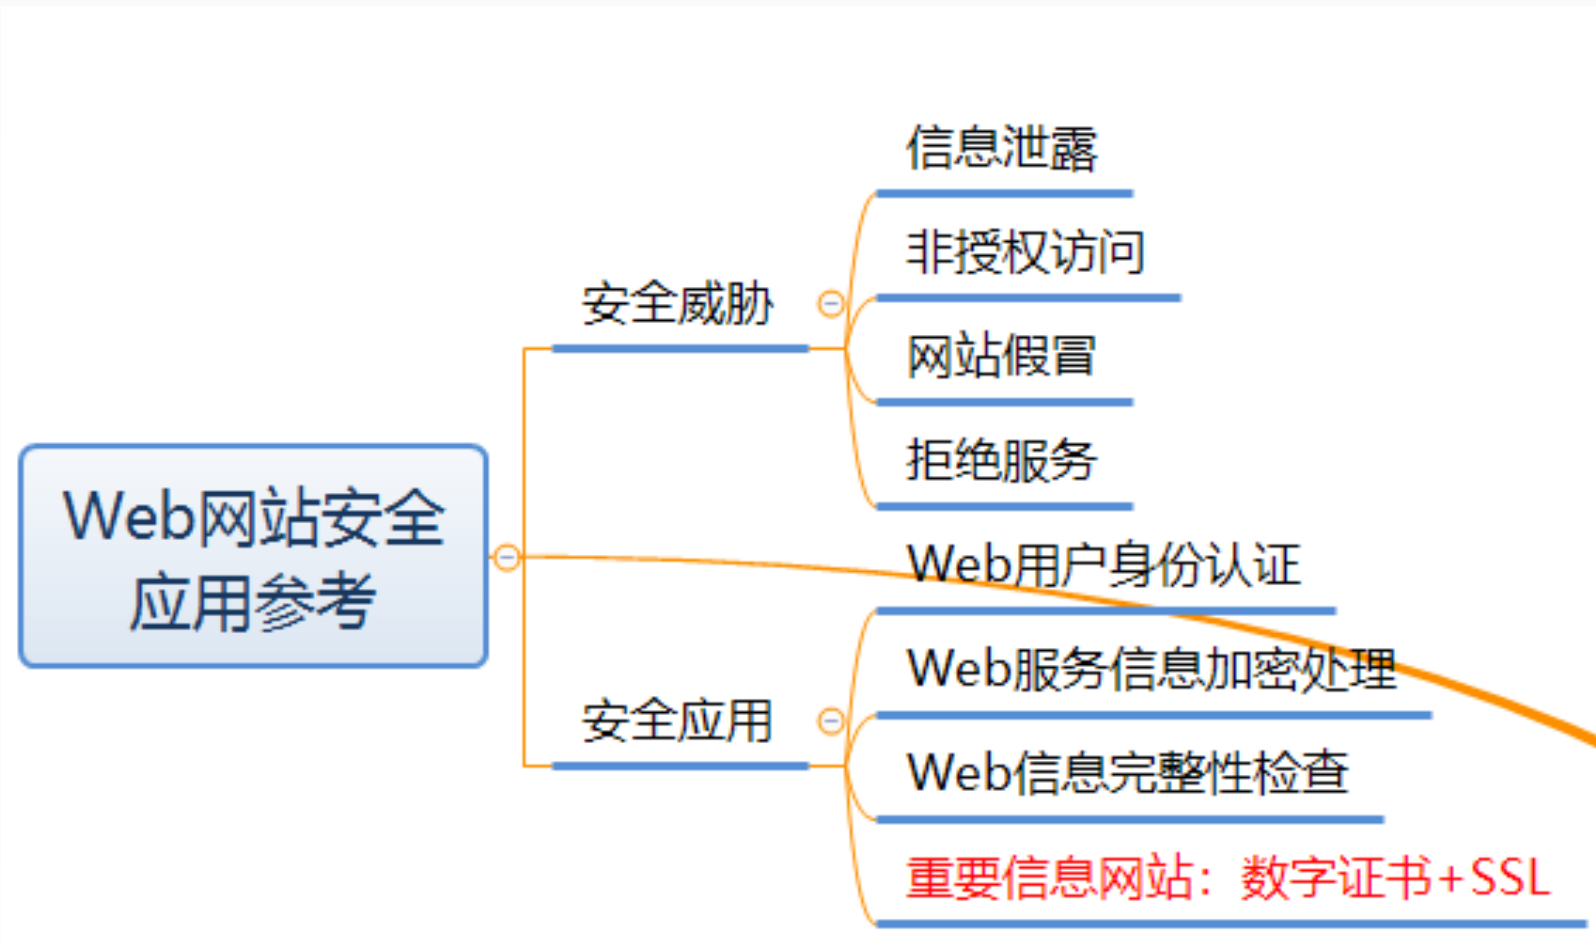 信息泄露
非授权访问
安全威胁
网站假冒
拒绝服务
Web网站安全
应用参考
Web用户身份认证
Web服务信息加密处理
安全应用
Web信息完整性检查
重要信息网站：数字证书+SSL